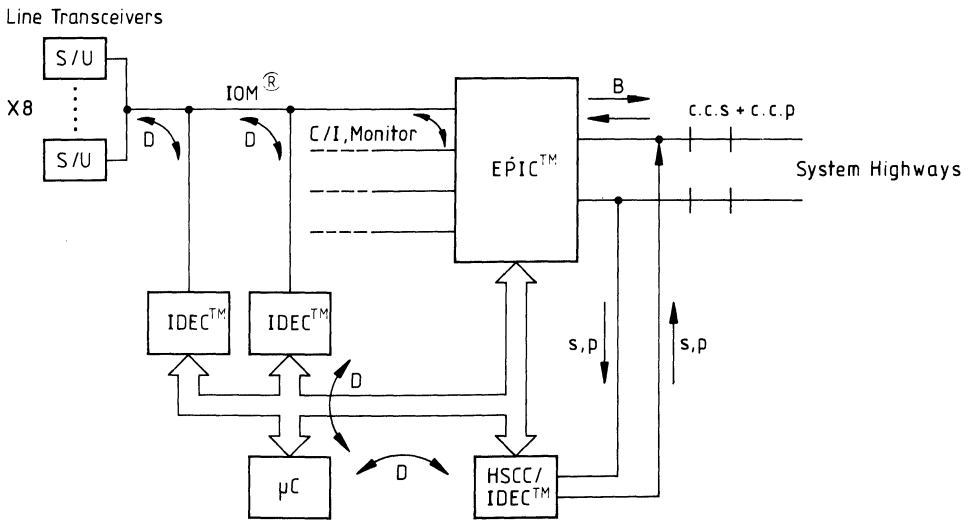 Line Transceivers
S/U
X8
S/U
IOM®
D
D
C/I, Monitor
EPIC™
B
c.c.s + c.c.p
System Highways
IDEC™
IDEC™
s,p
s,p
D
D
µC
HSCC/
IDEC™